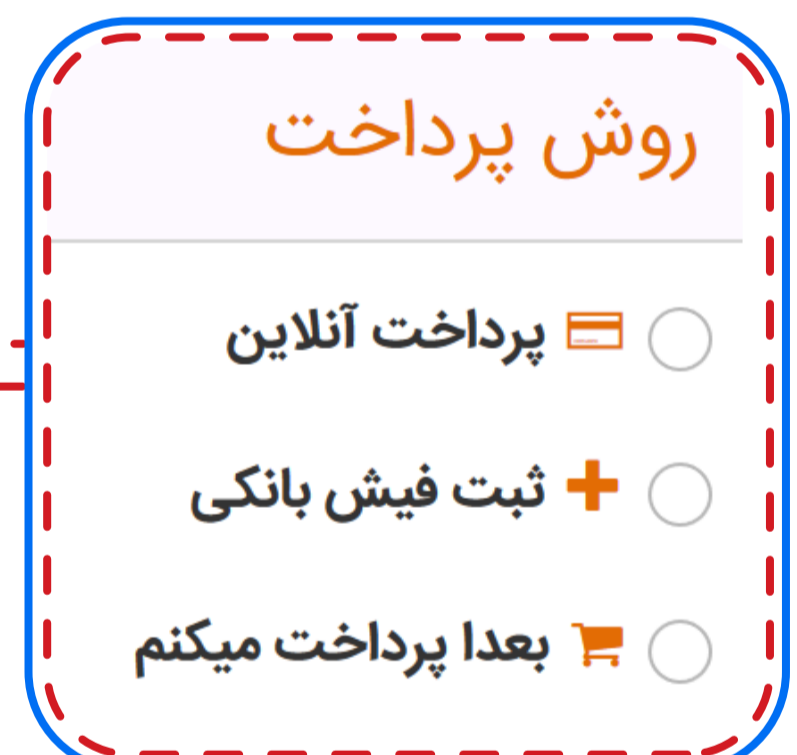 روش پرداخت
پرداخت آنلاین
ثبت فیش بانکی
بعدا پرداخت میکنم